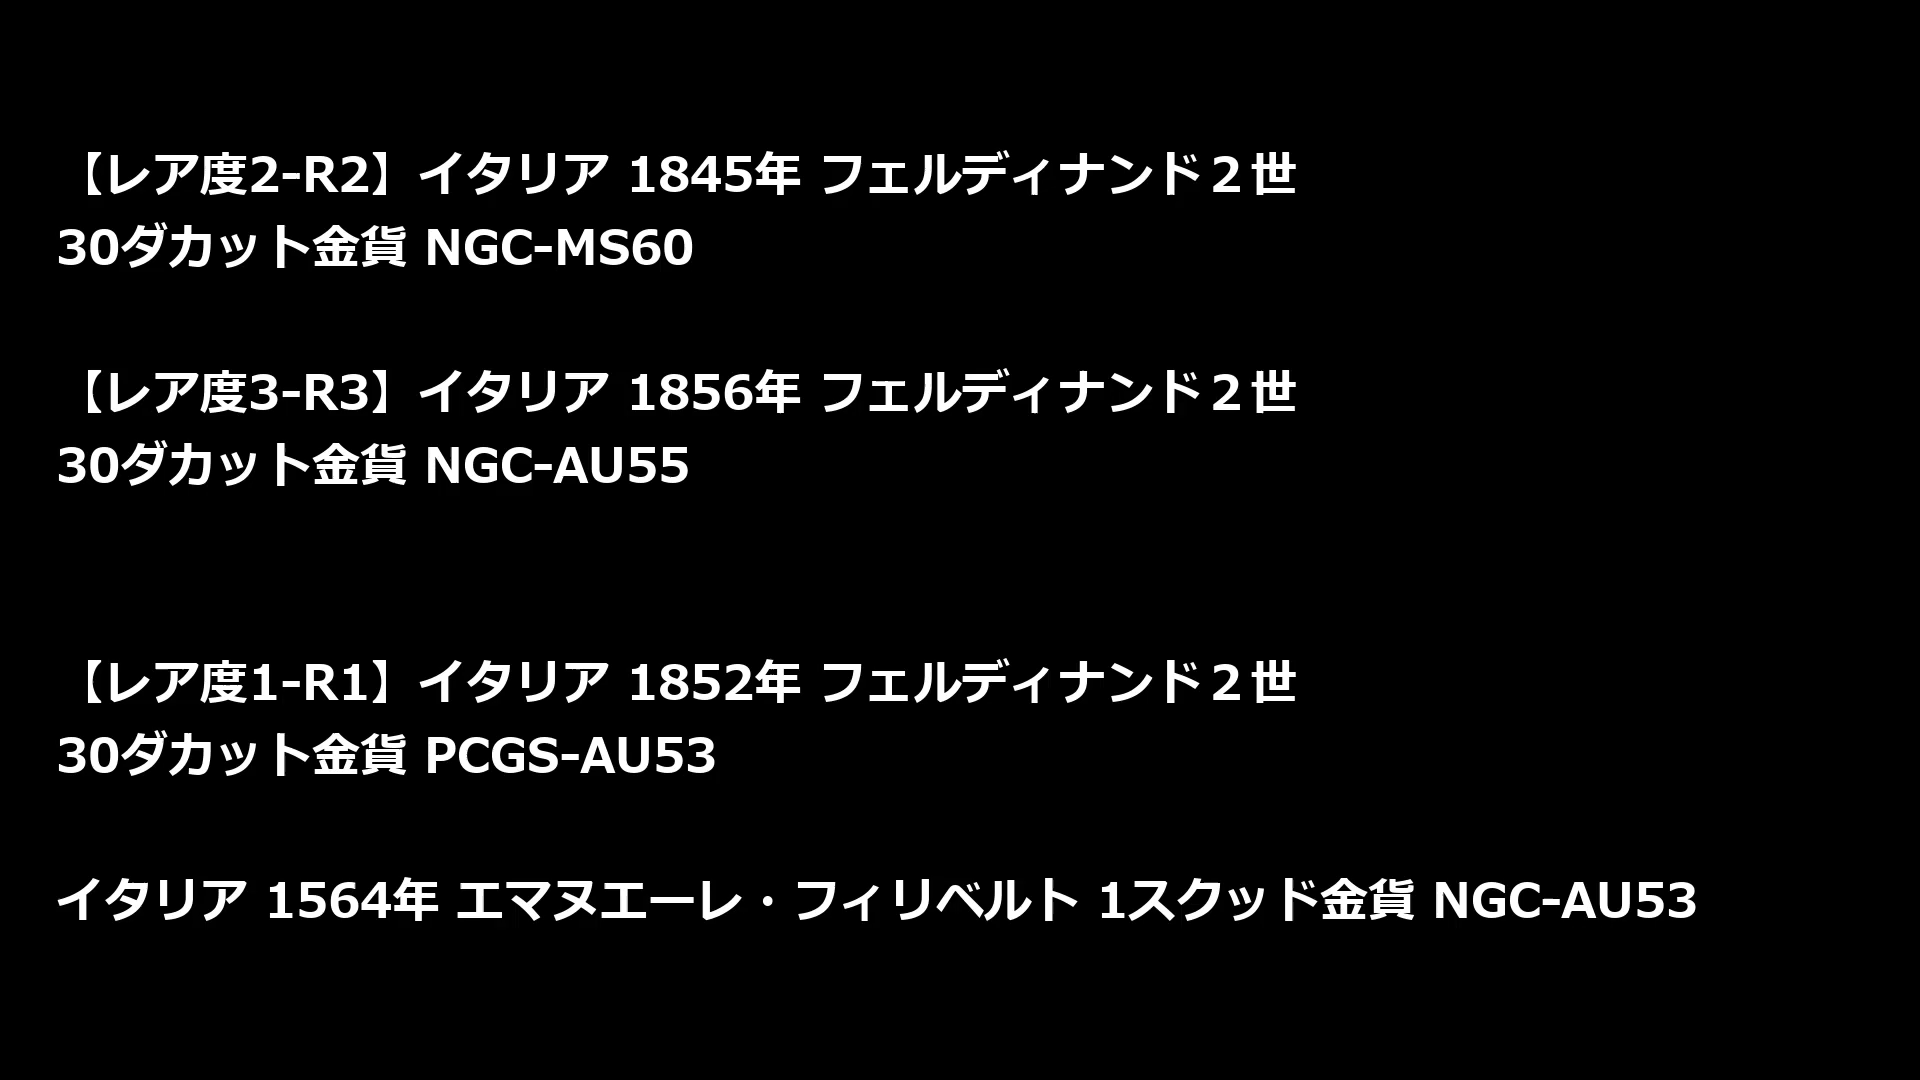 【レア度2-R2】イタリア 1845年 フェルディナンド２世
30ダカット金貨 NGC-MS60
【レア度3-R3】イタリア 1856年 フェルディナンド２世
30ダカット金貨 NGC-AU55
【レア度1-R1】イタリア 1852年 フェルディナンド２世
30ダカット金貨 PCGS-AU53
イタリア 1564年 エマヌエーレ・フィリベルト 1スクッド金貨 NGC-AU53